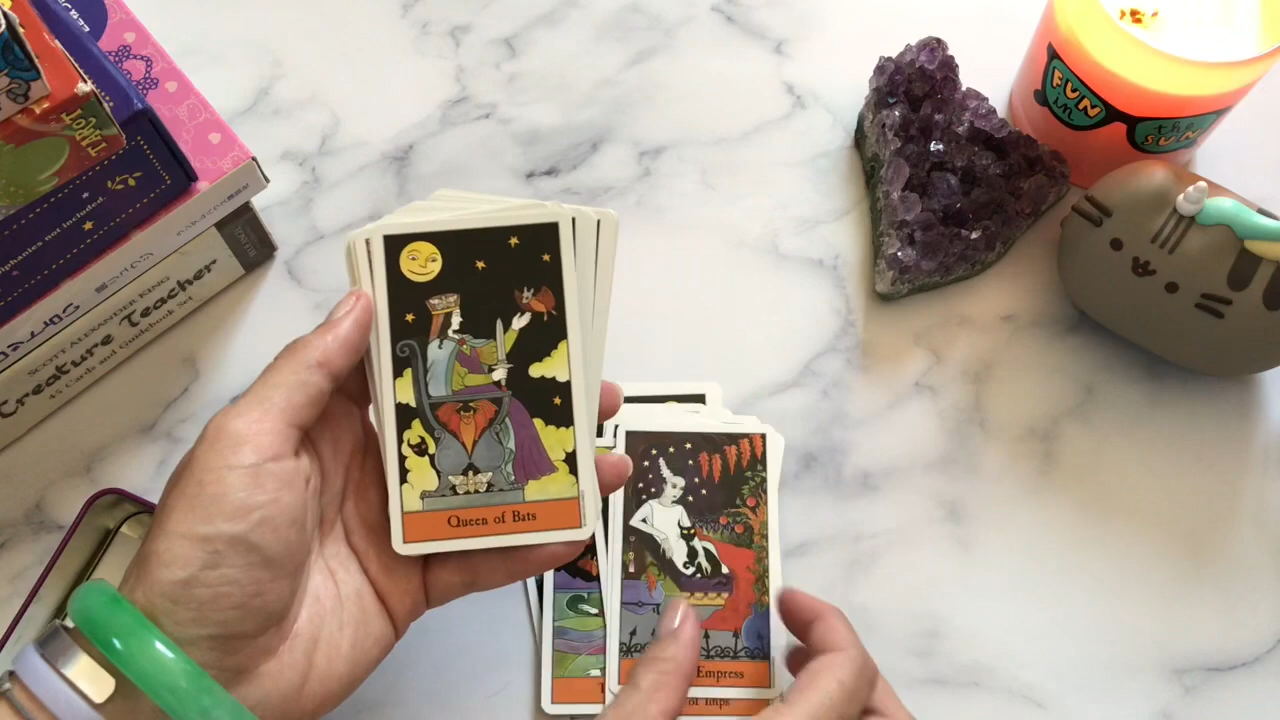 TAROT
iphanies not included.
SCOTT ALEXANDER KING
Creature Teacher
45 Cards and Guidebook Set
FUN
in
the
SUN
Queen of Bats
Empress
of Imps